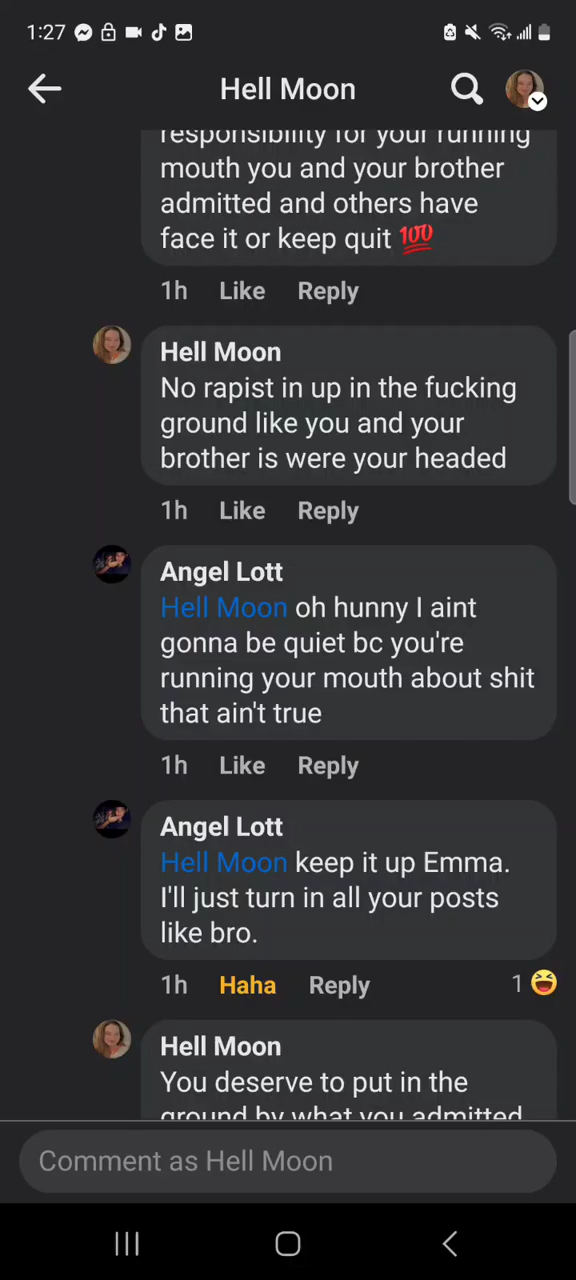 1:27
Hell Moon
responsibility for your running
mouth you and your brother
admitted and others have
face it or keep quit 💯
1h Like Reply
Hell Moon
No rapist in up in the fucking
ground like you and your
brother is were your headed
1h Like Reply
Angel Lott
Hell Moon oh hunny I aint
gonna be quiet bc you're
running your mouth about shit
that ain't true
1h Like Reply
Angel Lott
Hell Moon keep it up Emma.
I'll just turn in all your posts
like bro.
1h Haha Reply 1 😆
Hell Moon
You deserve to put in the
ground by what you admitted
Comment as Hell Moon